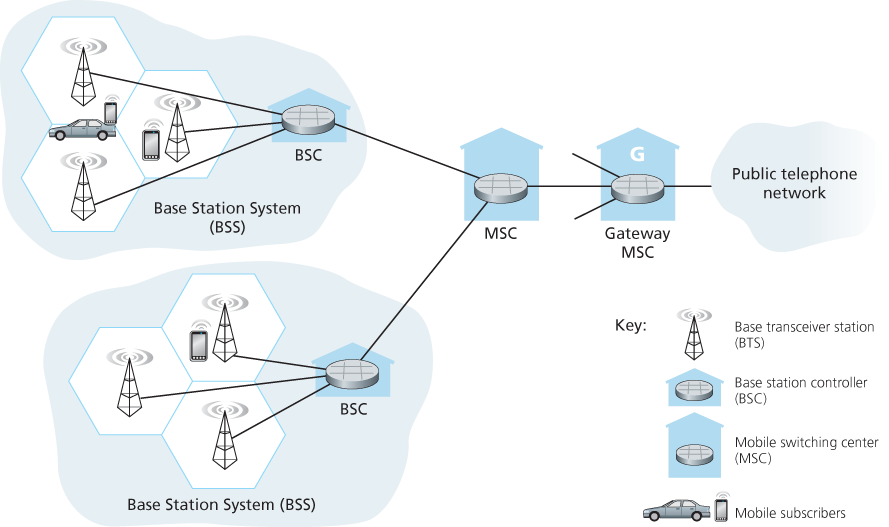 BSC
Base Station System
(BSS)
MSC
G
Gateway
MSC
Public telephone
network
BSC
Base Station System (BSS)
Key:
Base transceiver station
(BTS)
Base station controller
(BSC)
Mobile switching center
(MSC)
Mobile subscribers